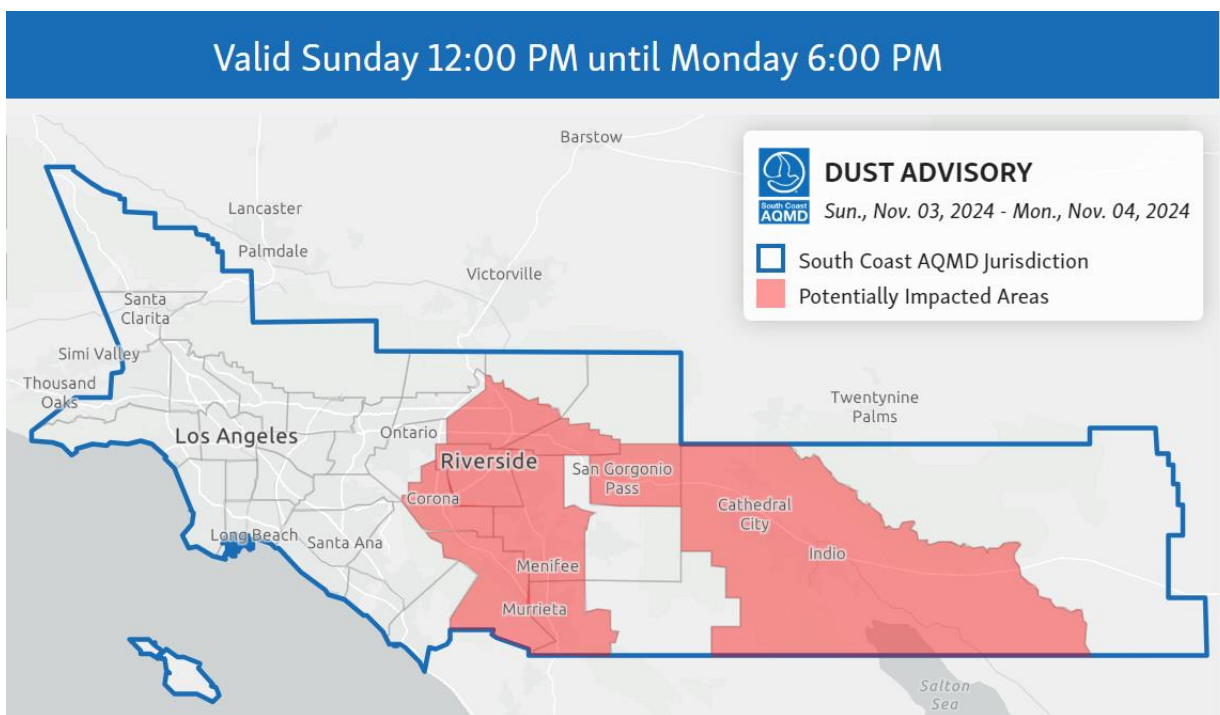 Valid Sunday 12:00 PM until Monday 6:00 PM
Barstow
DUST ADVISORY
South Coast
AQMD
Sun., Nov. 03, 2024 - Mon., Nov. 04, 2024
South Coast AQMD Jurisdiction
Potentially Impacted Areas
Lancaster
Palmdale
Victorville
Santa
Clarita
Simi Valley
Thousand
Oaks
Twentynine
Palms
Los Angeles
Ontario
Riverside
San Gorgonio
Pass
Corona
Cathedral
City
Long Beach
Santa Ana
Indio
Menifee
Murrieta
Salton
Sea